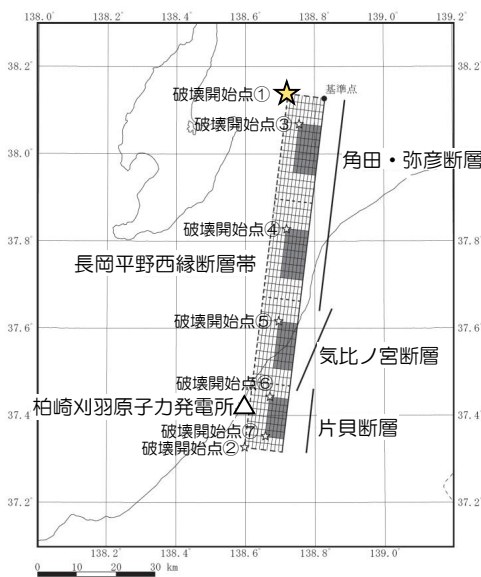 138.0° 138.2° 138.4° 138.6° 138.8° 139.0° 139.2°
38.2° 38.2°
破壊開始点① 基準点
破壊開始点③
38.0° 38.0°
角田・弥彦断層
破壊開始点④
37.8° 37.8°
長岡平野西縁断層帯
37.6° 37.6°
破壊開始点⑤
気比ノ宮断層
破壊開始点⑥
37.4° 37.4°
柏崎刈羽原子力発電所
片貝断層
破壊開始点⑦
破壊開始点②
37.2° 37.2°
138.2° 138.4° 138.6° 138.8° 139.0°
0 10 20 30 km